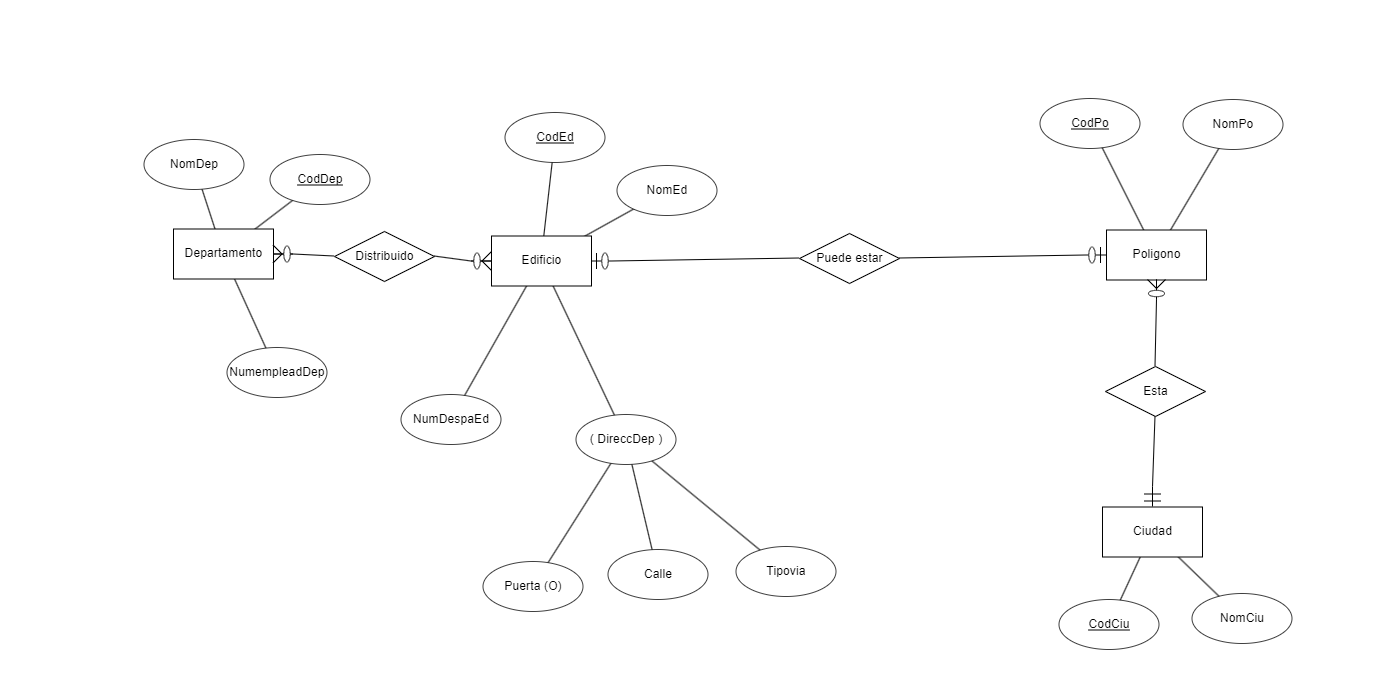 CodPo
NomPo
CodEd
NomDep
CodDep
NomEd
Departamento
Distribuido
Edificio
Puede estar
Poligono
NumempleadDep
Esta
NumDespaEd
( DireccDep )
Ciudad
Puerta (O)
Calle
Tipovia
CodCiu
NomCiu